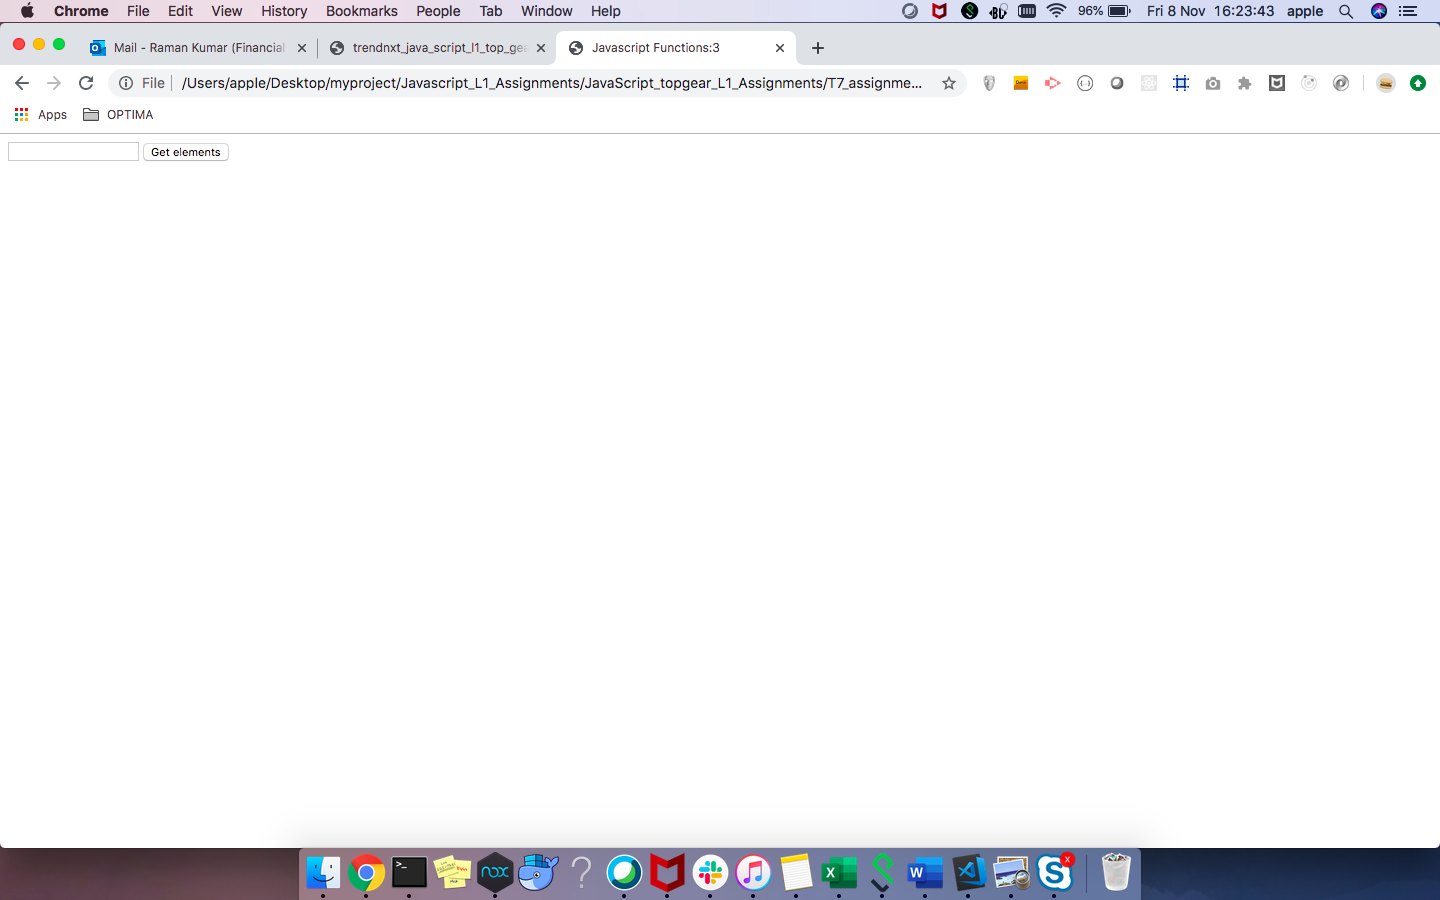 Chrome File Edit View History Bookmarks People Tab Window Help 96% Fri 8 Nov 16:23:43 apple
Mail - Raman Kumar (Financial trendnxt_java_script_l1_top_gea Javascript Functions:3
File /Users/apple/Desktop/myproject/Javascript_L1_Assignments/JavaScript_topgear_L1_Assignments/T7_assignme...
Apps OPTIMA
Get elements